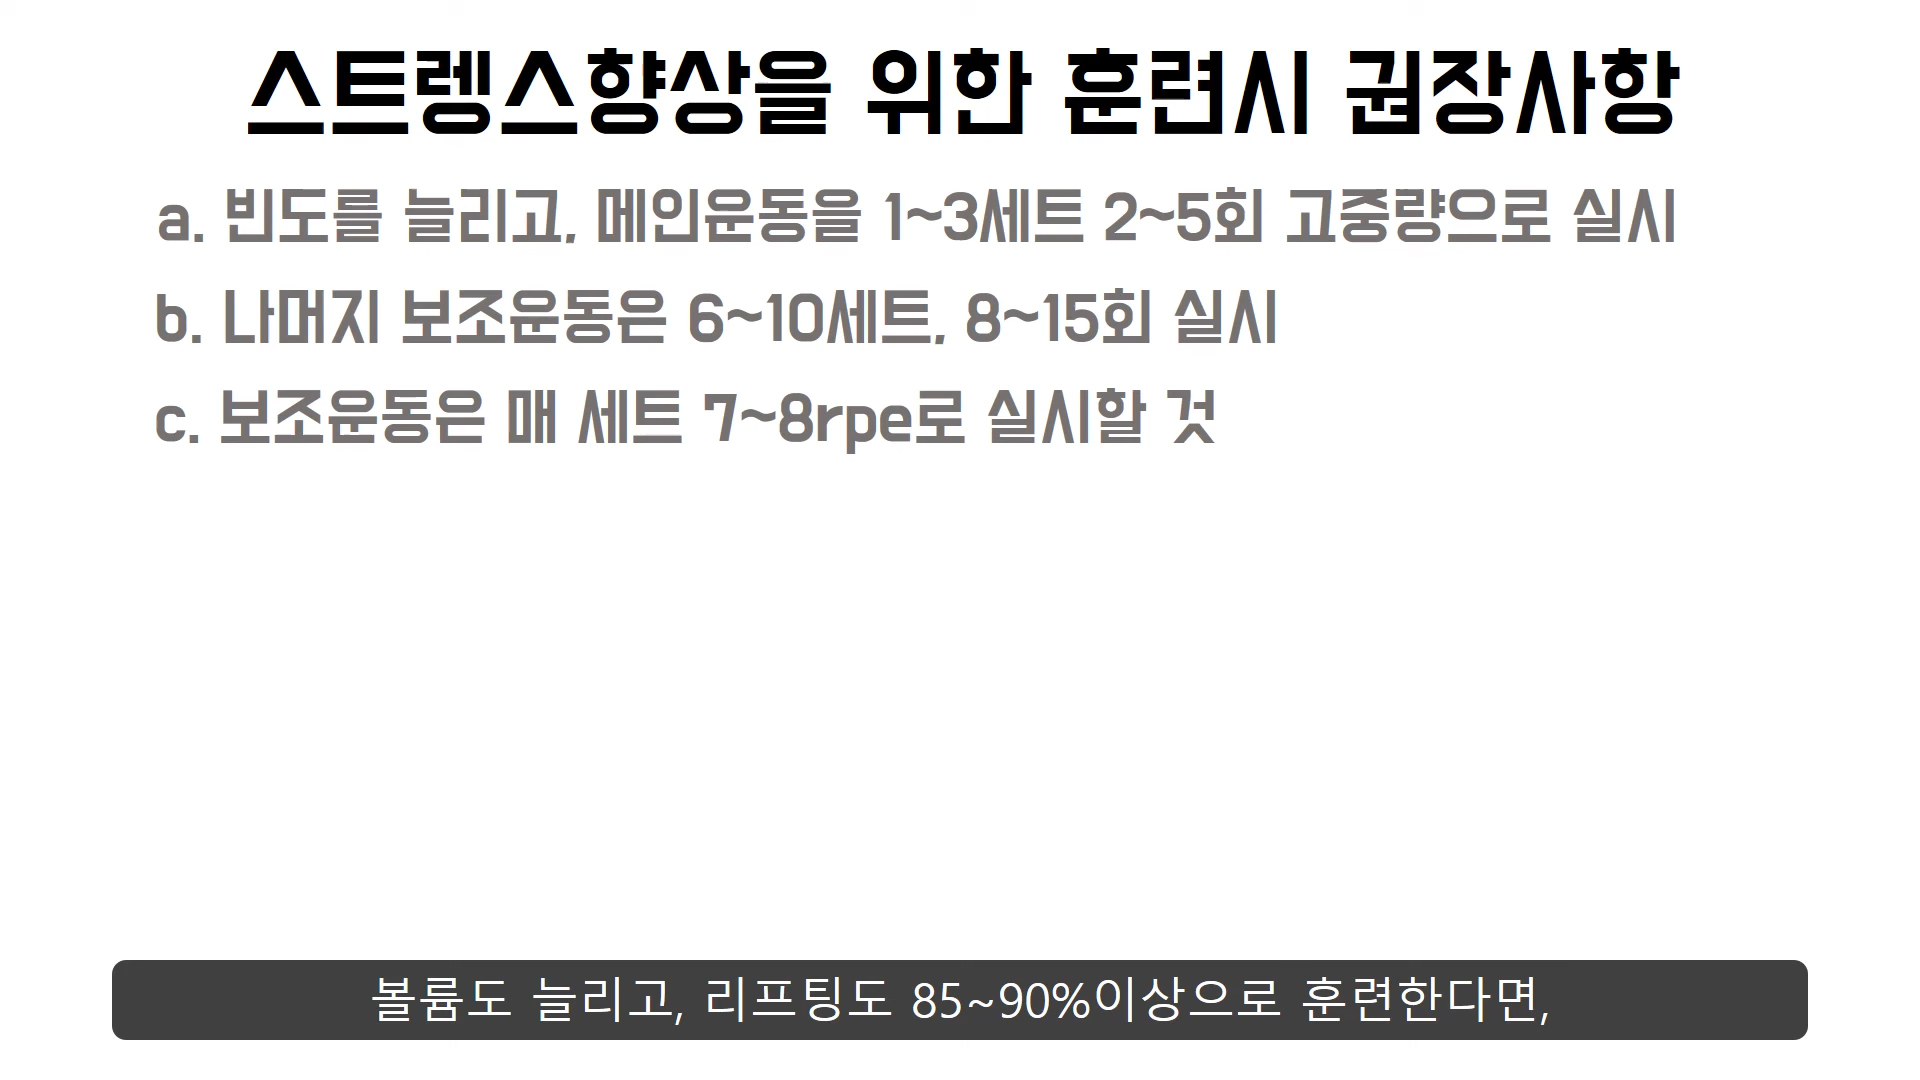 스트렝스향상을 위한 훈련시 권장사항
a. 빈도를 늘리고, 메인운동을 1~3세트 2~5회 고중량으로 실시
b. 나머지 보조운동은 6~10세트, 8~15회 실시
c. 보조운동은 매 세트 7~8rpe로 실시할 것
볼륨도 늘리고, 리프팅도 85~90%이상으로 훈련한다면,